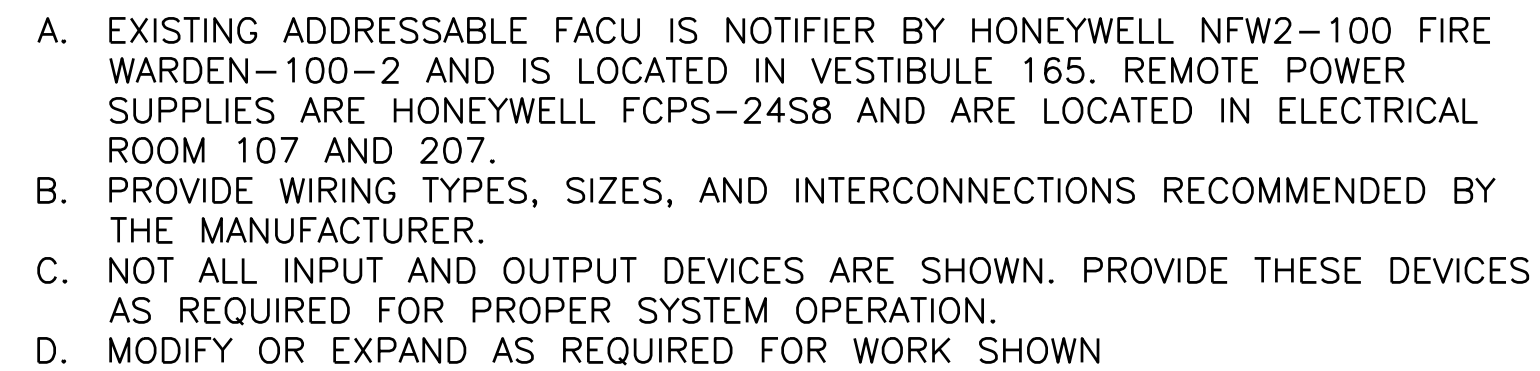 A. EXISTING ADDRESSABLE FACU IS NOTIFIER BY HONEYWELL NFW2-100 FIRE
WARDEN-100-2 AND IS LOCATED IN VESTIBULE 165. REMOTE POWER
SUPPLIES ARE HONEYWELL FCPS-24S8 AND ARE LOCATED IN ELECTRICAL
ROOM 107 AND 207.
B. PROVIDE WIRING TYPES, SIZES, AND INTERCONNECTIONS RECOMMENDED BY
THE MANUFACTURER.
C. NOT ALL INPUT AND OUTPUT DEVICES ARE SHOWN. PROVIDE THESE DEVICES
AS REQUIRED FOR PROPER SYSTEM OPERATION.
D. MODIFY OR EXPAND AS REQUIRED FOR WORK SHOWN